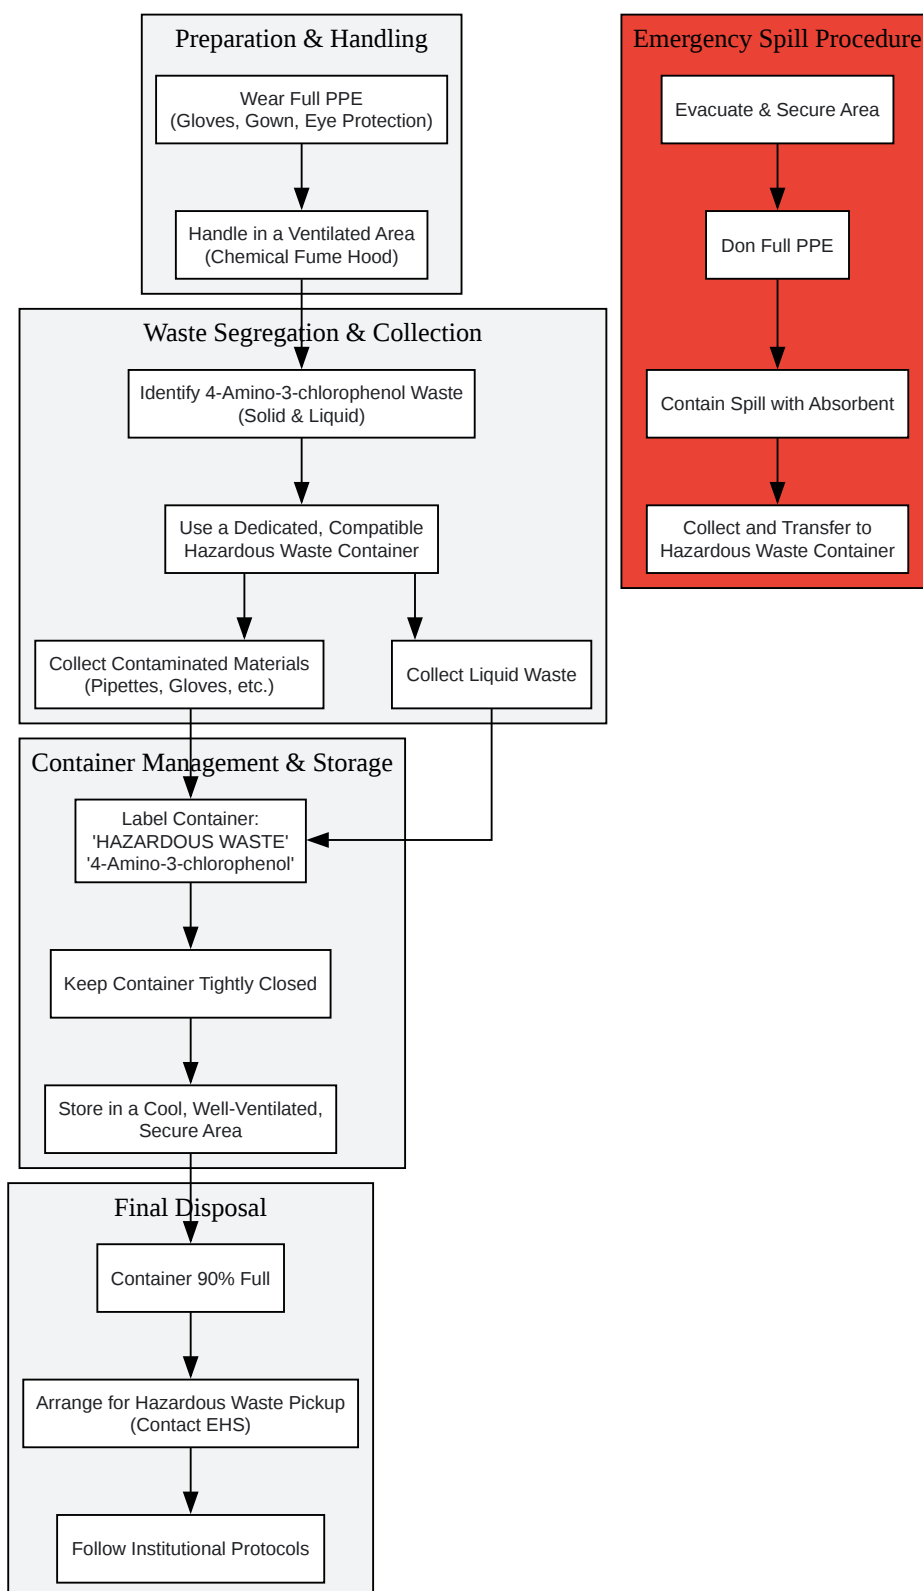 Preparation & Handling
Wear Full PPE
(Gloves, Gown, Eye Protection)
Handle in a Ventilated Area
(Chemical Fume Hood)
Waste Segregation & Collection
Identify 4-Amino-3-chlorophenol Waste
(Solid & Liquid)
Use a Dedicated, Compatible
Hazardous Waste Container
Collect Contaminated Materials
(Pipettes, Gloves, etc.)
Collect Liquid Waste
Container Management & Storage
Label Container:
'HAZARDOUS WASTE'
'4-Amino-3-chlorophenol'
Keep Container Tightly Closed
Store in a Cool, Well-Ventilated,
Secure Area
Final Disposal
Container 90% Full
Arrange for Hazardous Waste Pickup
(Contact EHS)
Follow Institutional Protocols
Emergency Spill Procedure
Evacuate & Secure Area
Don Full PPE
Contain Spill with Absorbent
Collect and Transfer to
Hazardous Waste Container